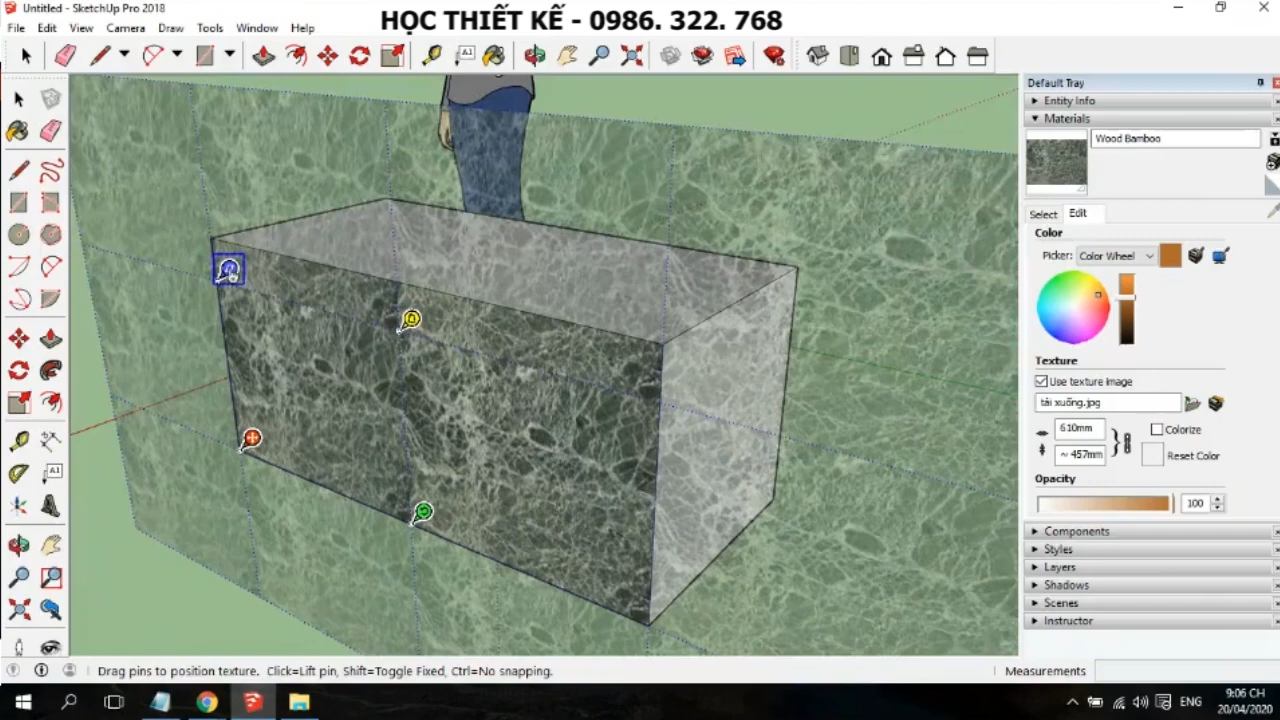 Untitled - SketchUp Pro 2018
HỌC THIẾT KẾ - 0986. 322. 768
File Edit View Camera Draw Tools Window Help
A1
Default Tray
Entity Info
Materials
Wood Bamboo
Select Edit
Color
Picker: Color Wheel
Texture
Use texture image
tải xuống.jpg
610mm
Colorize
~ 457mm
Reset Color
A1
Opacity
100
Components
Styles
Layers
Shadows
Scenes
Instructor
Drag pins to position texture. Click=Lift pin, Shift=Toggle Fixed, Ctrl=No snapping.
Measurements
ENG
9:06 CH
20/04/2020